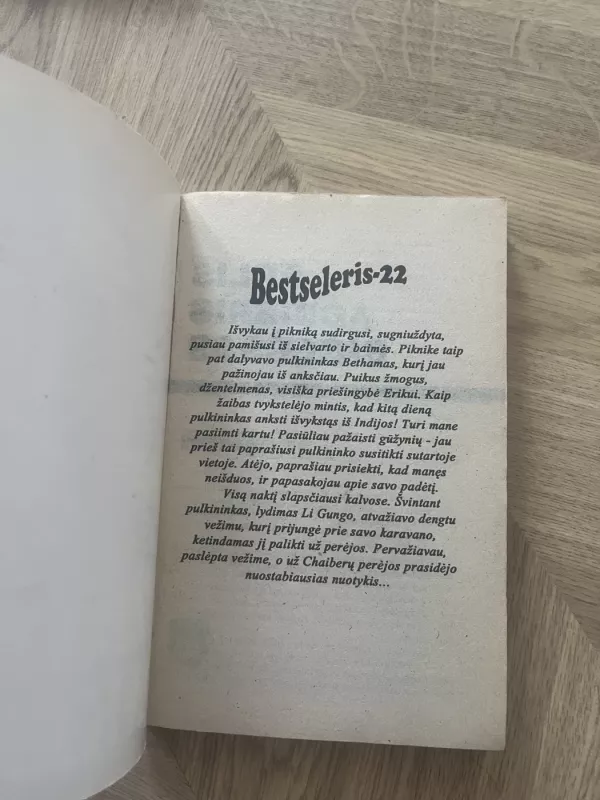 Bestseleris-22
Išvykau į pikniką sudirgusi, sugniuždyta,
pusiau pamišusi iš sielvarto ir baimės. Piknike taip
pat dalyvavo pulkininkas Bethamas, kurį jau
pažinojau iš anksčiau. Puikus žmogus,
džentelmenas, visiška priešingybė Erikui. Kaip
žaibas tvykstelėjo mintis, kad kitą dieną
pulkininkas anksti išvykstąs iš Indijos! Turi mane
pasiimti kartu! Pasiūliau pažaisti gūžynių - jau
prieš tai paprašiusi pulkininko susitikti sutartoje
vietoje. Atėjo, paprašiau prisiekti, kad manęs
neišduos, ir papasakojau apie savo padėtį.
Visą naktį slapsčiausi kalvose. Švintant
pulkininkas, lydimas Li Gungo, atvažiavo dengtu
vežimu, kurį prijungė prie savo karavano,
ketindamas jį palikti už perėjos. Pervažiavau,
paslėpta vežime, o už Chaiberų perėjos prasidėjo
nuostabiausias nuotykis...